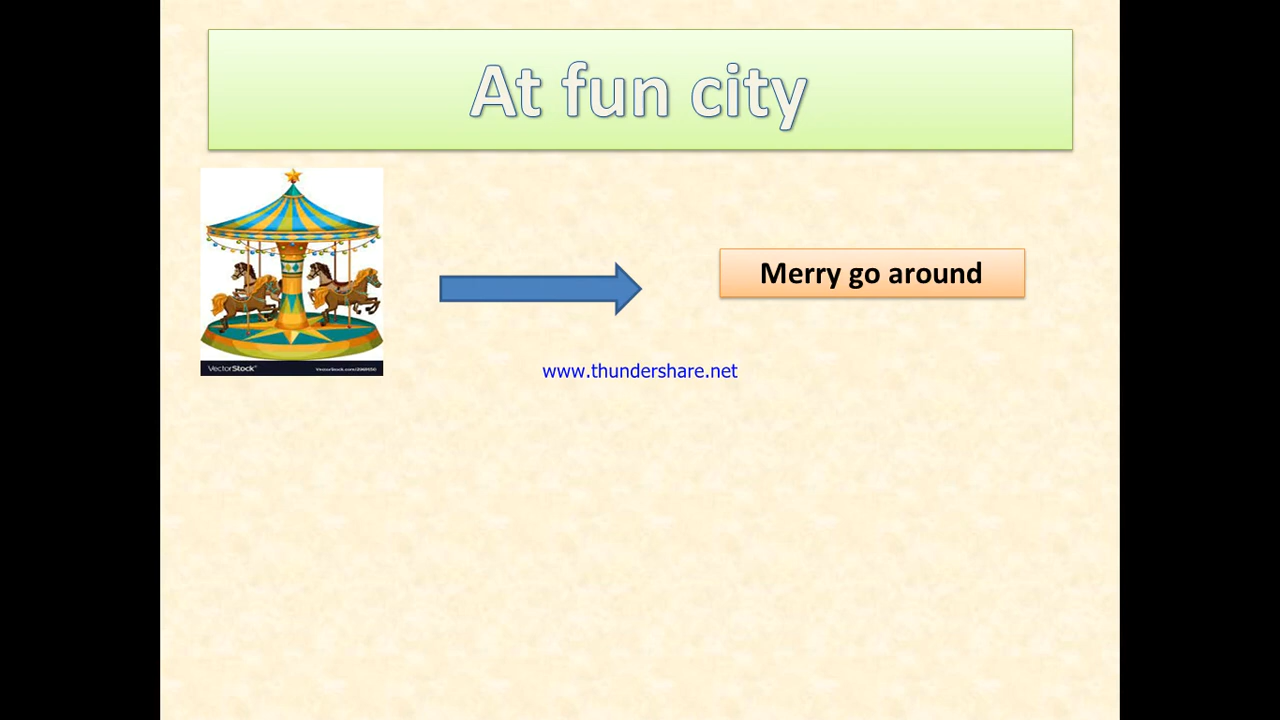 At fun city
Merry go around
VectorStock®
www.thundershare.net